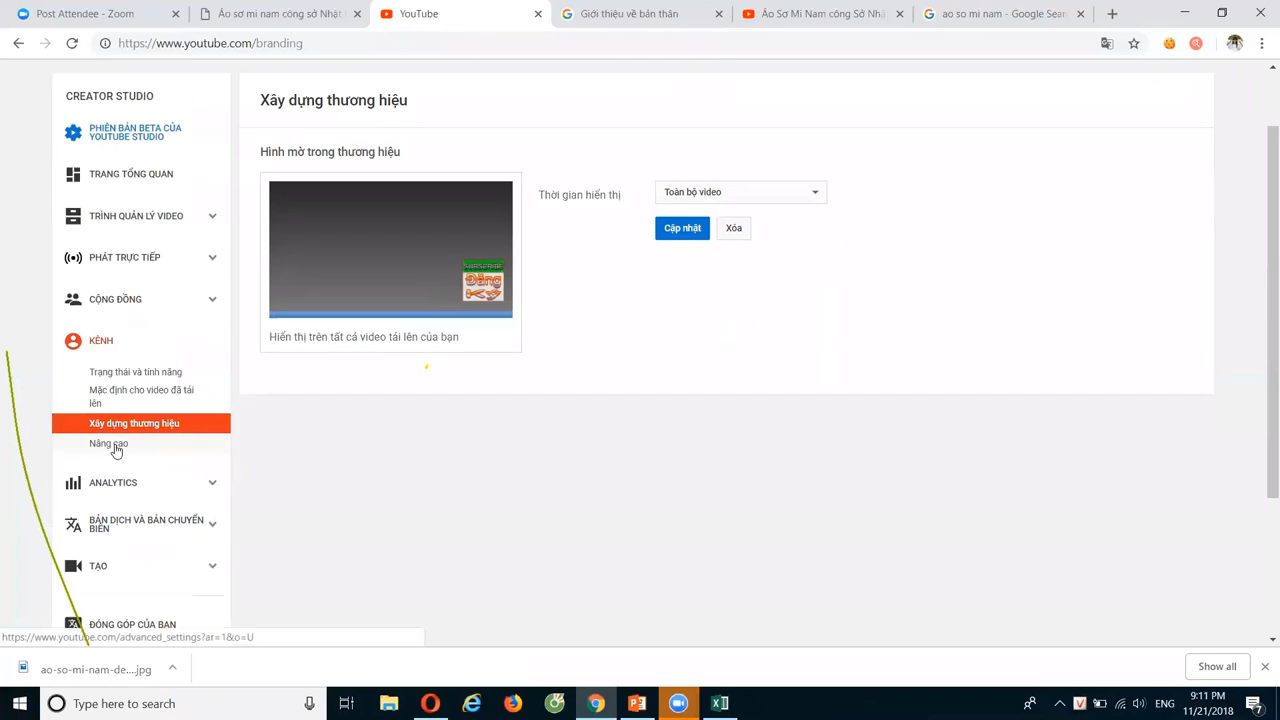 Post Attendee - Zoom
Áo sơ mi nam công sở Nhật
YouTube
Giới thiệu về bản thân
Áo Sơ Mi Nam công Sở Nhậ
ao so mi nam - Google Sear
https://www.youtube.com/branding
CREATOR STUDIO
PHIÊN BẢN BETA CỦA
YOUTUBE STUDIO
TRANG TỔNG QUAN
TRÌNH QUẢN LÝ VIDEO
PHÁT TRỰC TIẾP
CỘNG ĐỒNG
KÊNH
Trạng thái và tính năng
Mặc định cho video đã tải
lên
Xây dựng thương hiệu
Nâng cao
ANALYTICS
BẢN DỊCH VÀ BẢN CHUYỂN
BIÊN
TẠO
ĐÓNG GÓP CỦA BẠN
Xây dựng thương hiệu
Hình mờ trong thương hiệu
SUBSCRIBE
Đăng
Ký
Hiển thị trên tất cả video tải lên của bạn
Thời gian hiển thị
Toàn bộ video
Cập nhật
Xóa
https://www.youtube.com/advanced_settings?ar=1&o=U
ao-so-mi-nam-de....jpg
Show all
Type here to search
ENG
9:11 PM
11/21/2018
7